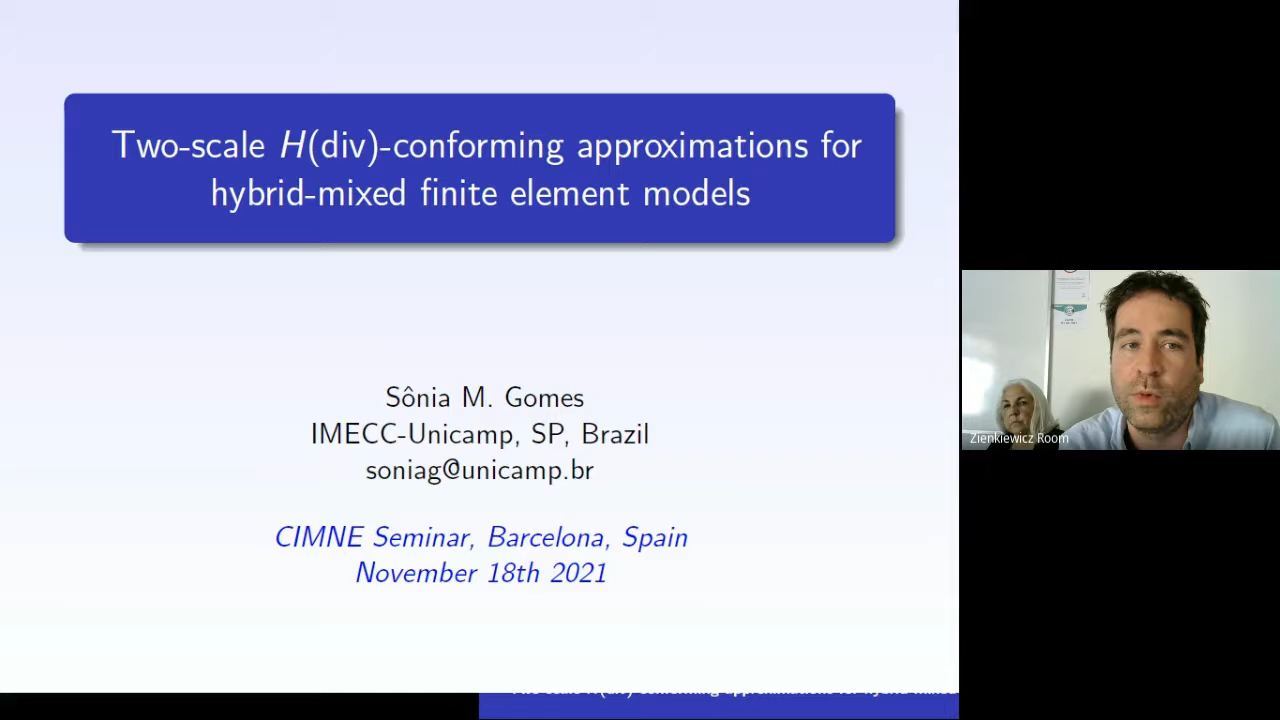 Two-scale H(div)-conforming approximations for
hybrid-mixed finite element models
Sônia M. Gomes
IMECC-Unicamp, SP, Brazil
soniag@unicamp.br
CIMNE Seminar, Barcelona, Spain
November 18th 2021
Zienkiewicz Room